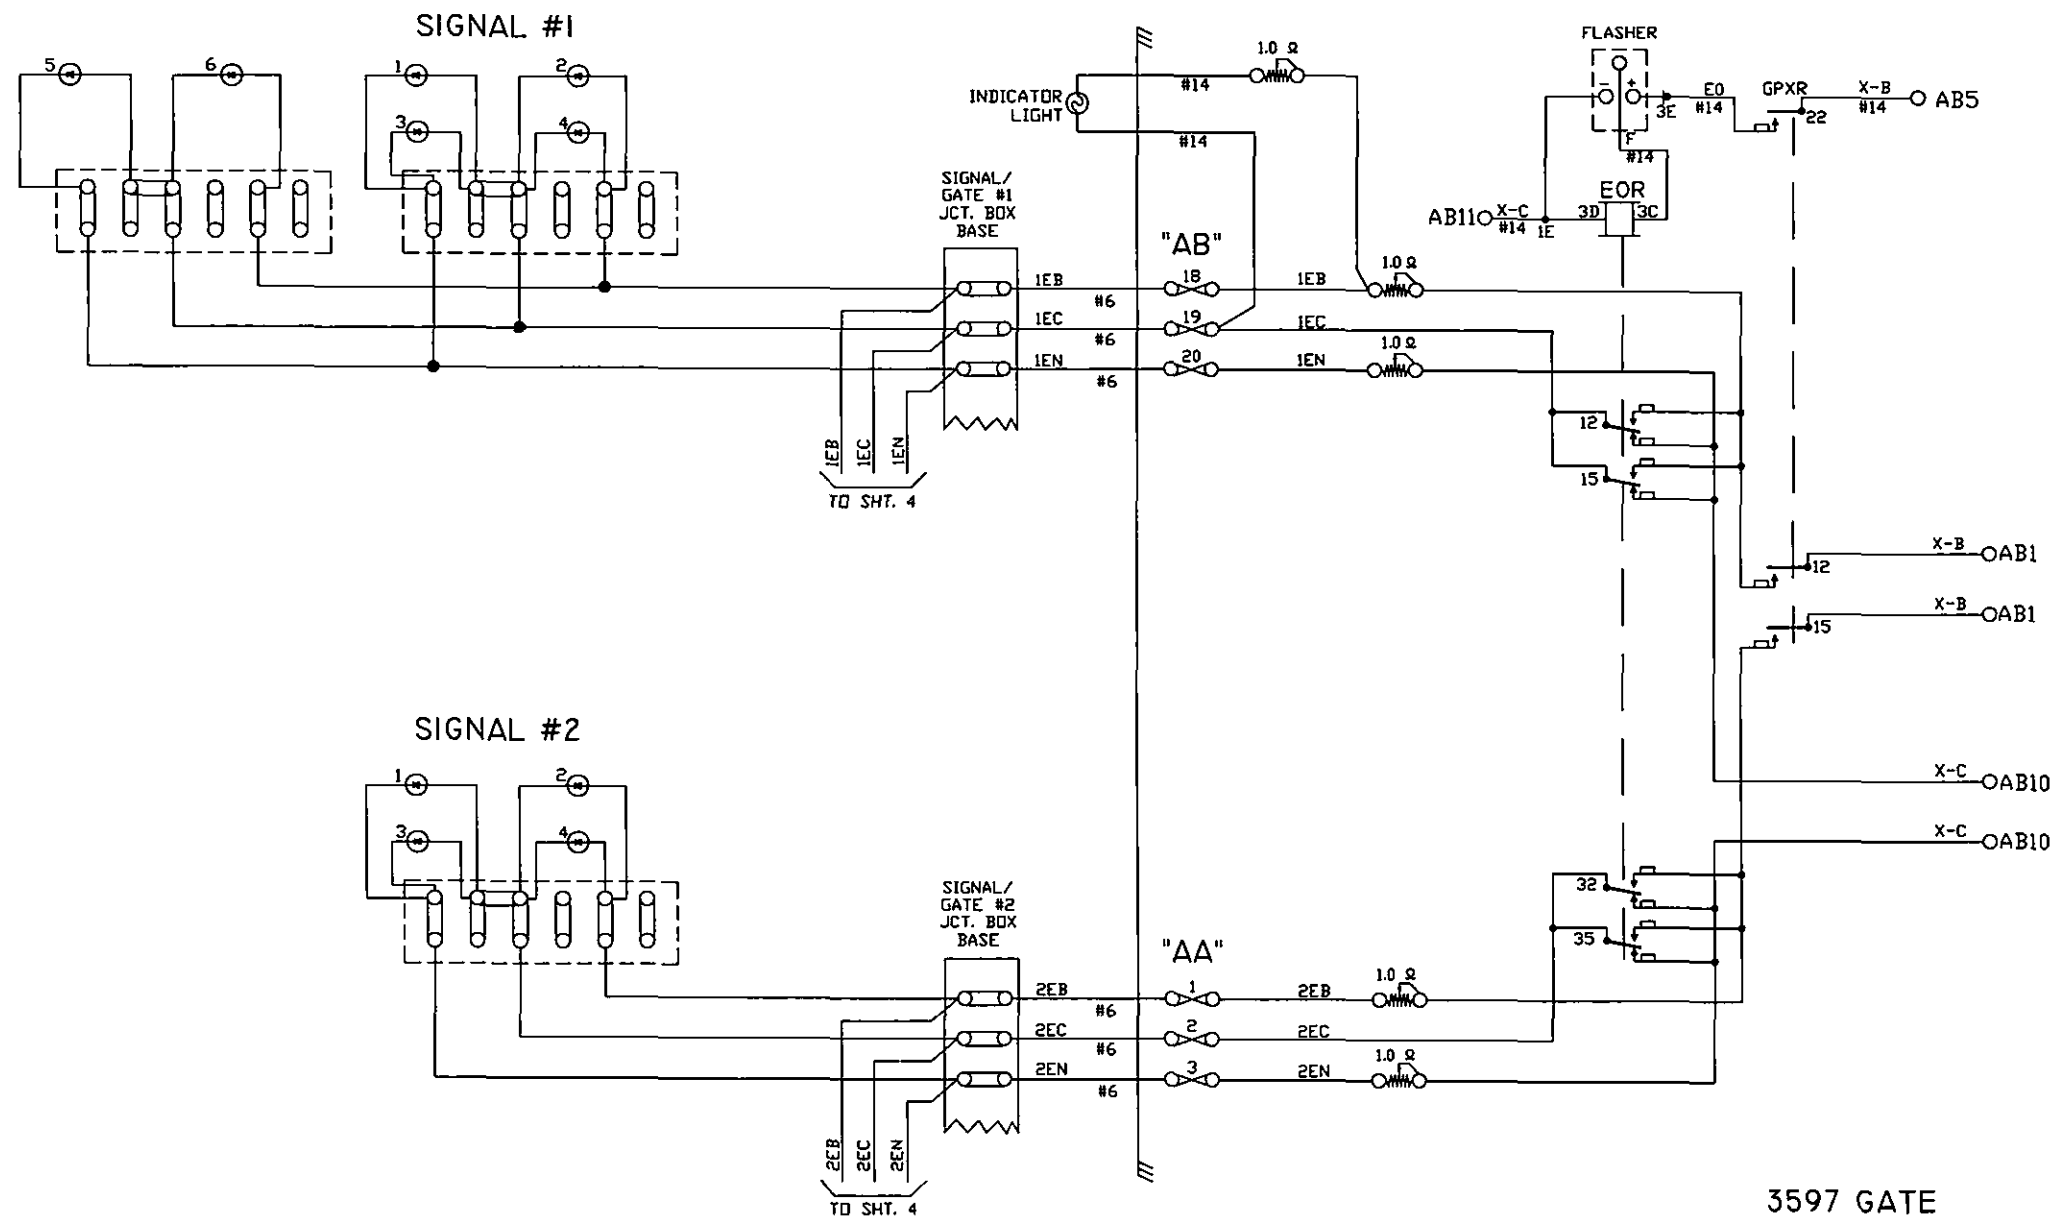 SIGNAL #1
5
6
1
2
3
4
INDICATOR
LIGHT
#14
#14
1.0 Ω
FLASHER
- +
3E
EO
#14
GPXR
22
X-B
#14
AB5
F
#14
EOR
AB11
X-C
#14
1E
3D
3C
SIGNAL/
GATE #1
JCT. BOX
BASE
"AB"
1EB
#6
18
1EB
1.0 Ω
1EC
#6
19
1EC
1EN
#6
20
1EN
1.0 Ω
12
15
1EB
1EC
1EN
TO SHT. 4
X-B
AB1
12
X-B
AB1
15
SIGNAL #2
1
2
3
4
X-C
AB10
X-C
AB10
32
35
SIGNAL/
GATE #2
JCT. BOX
BASE
"AA"
2EB
#6
1
2EB
1.0 Ω
2EC
#6
2
2EC
2EN
#6
3
2EN
1.0 Ω
2EB
2EC
2EN
TO SHT. 4
3597 GATE